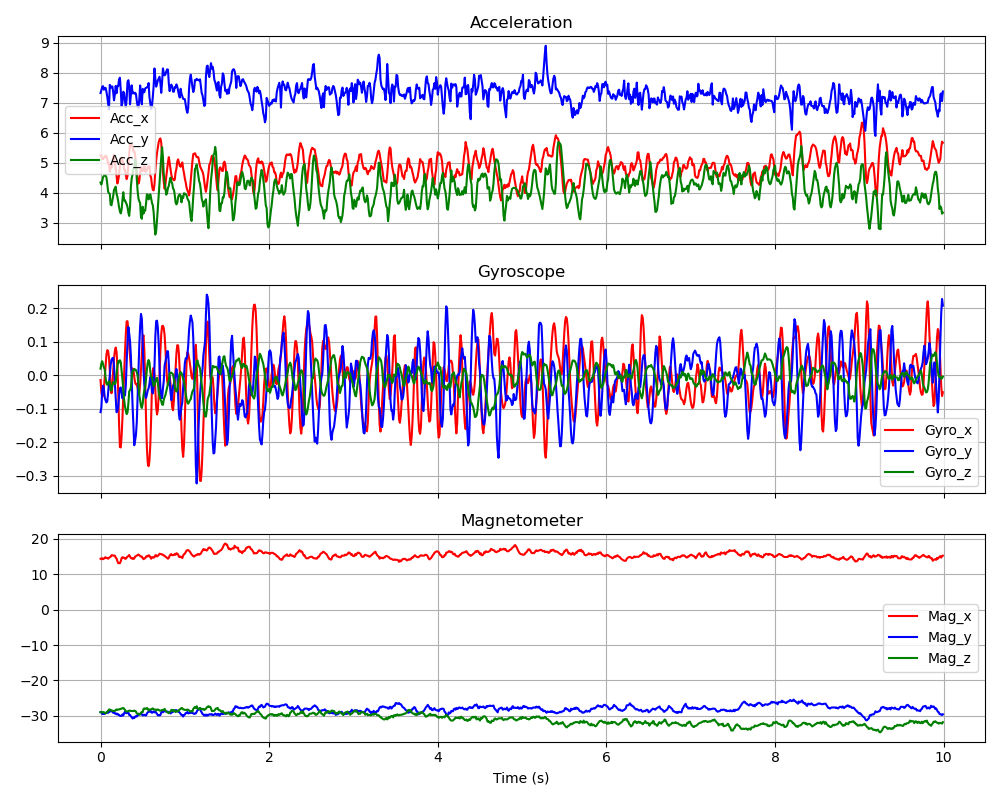 Acceleration
9
8
7
6
5
4
3
Acc_x
Acc_y
Acc_z
Gyroscope
0.2
0.1
0.0
−0.1
−0.2
−0.3
Gyro_x
Gyro_y
Gyro_z
Magnetometer
20
10
0
−10
−20
−30
Mag_x
Mag_y
Mag_z
0 2 4 6 8 10
Time (s)